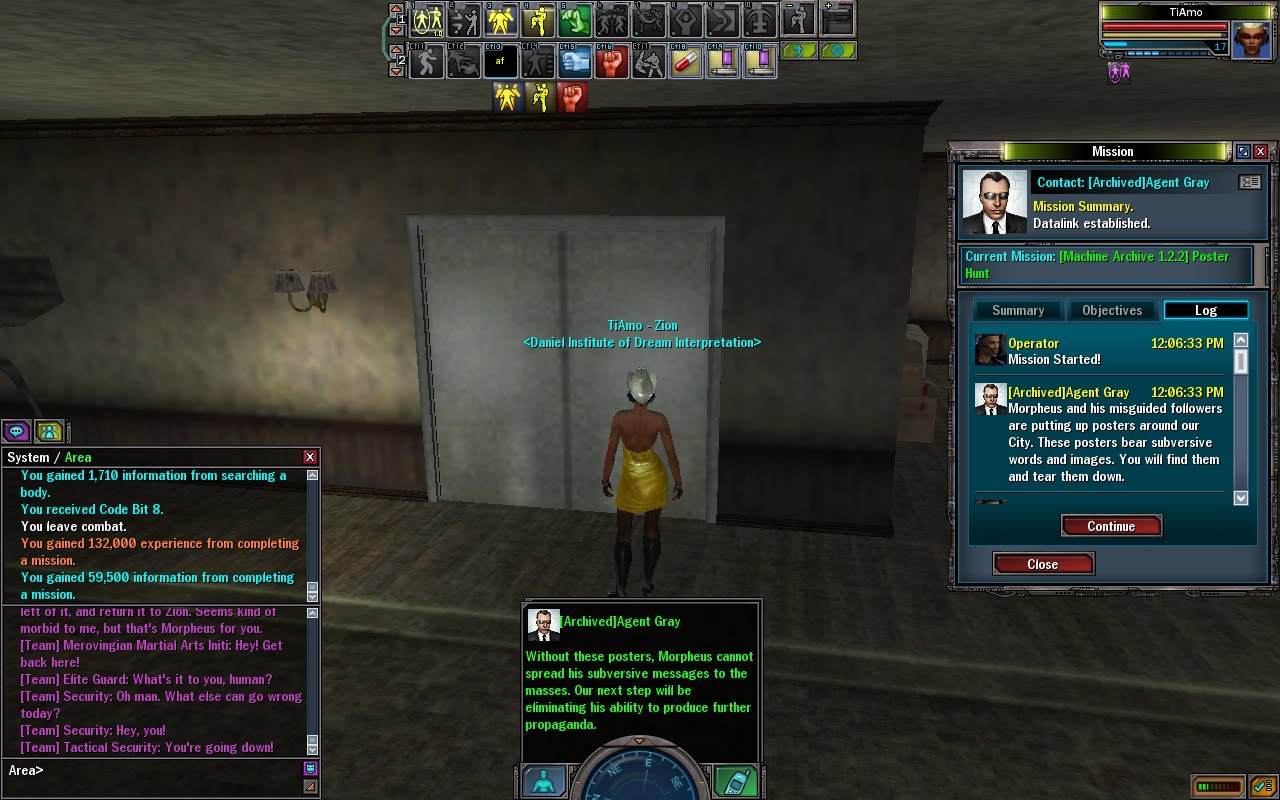 1
2
1.0
af
TiAmo
17
Mission
Contact: [Archived]Agent Gray
Mission Summary.
Datalink established.
Current Mission: [Machine Archive 1.2.2] Poster
Hunt
Summary Objectives Log
Operator 12:06:33 PM
Mission Started!
[Archived]Agent Gray 12:06:33 PM
Morpheus and his misguided followers
are putting up posters around our
City. These posters bear subversive
words and images. You will find them
and tear them down.
Continue
Close
TiAmo - Zion
<Daniel Institute of Dream Interpretation>
System / Area
You gained 1,710 information from searching a
body.
You received Code Bit 8.
You leave combat.
You gained 132,000 experience from completing
a mission.
You gained 59,500 information from completing
a mission.
left of it, and return it to Zion. Seems kind of
morbid to me, but that's Morpheus for you.
[Team] Merovingian Martial Arts Initi: Hey! Get
back here!
[Team] Elite Guard: What's it to you, human?
[Team] Security: Oh man. What else can go wrong
today?
[Team] Security: Hey, you!
[Team] Tactical Security: You're going down!
Area>
[Archived]Agent Gray
Without these posters, Morpheus cannot
spread his subversive messages to the
masses. Our next step will be
eliminating his ability to produce further
propaganda.
N NE E SE